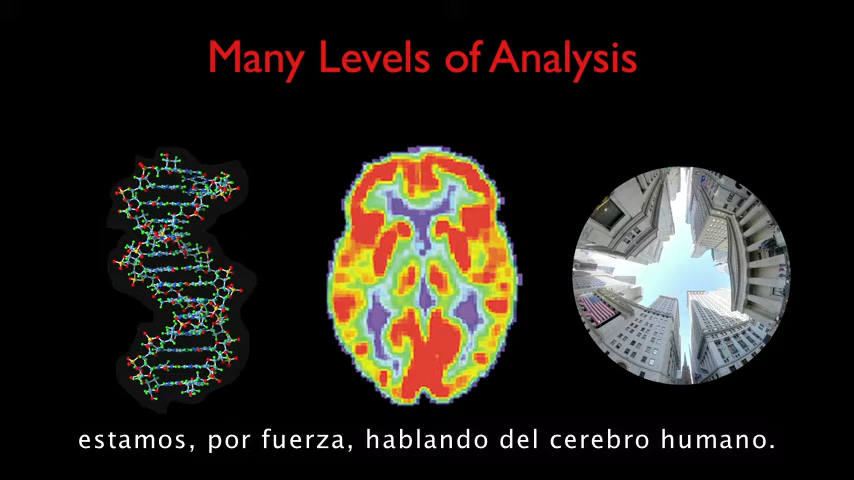 Many Levels of Analysis
estamos, por fuerza, hablando del cerebro humano.